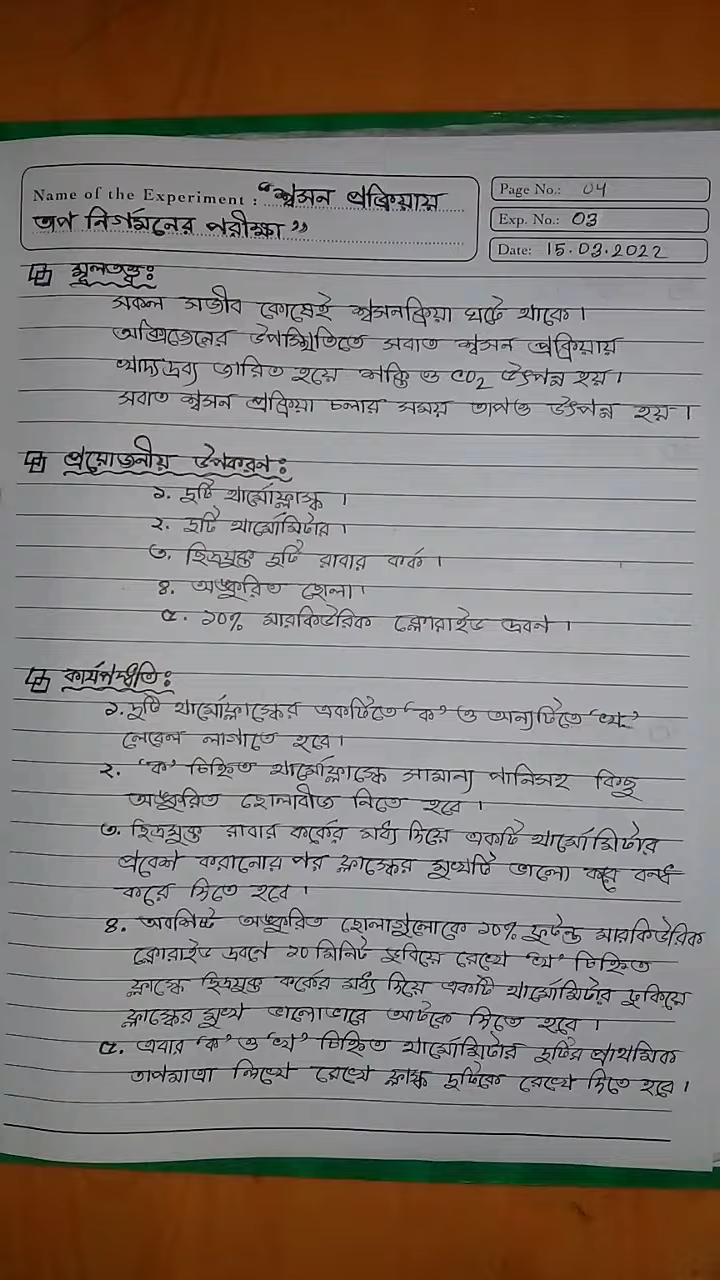 Name of the Experiment : “শ্বসন প্রক্রিয়ায়
তাপ নির্গমনের পরীক্ষা”
Page No.: 04
Exp. No.: 03
Date: 15.03.2022
মূলতত্ত্ব:
সকল সজীব কোষেই শ্বসনক্রিয়া ঘটে থাকে।
অক্সিজেনের উপস্থিতিতে সবাত শ্বসন প্রক্রিয়ায়
খাদ্যদ্রব্য জারিত হয়ে শক্তি ও CO2 উৎপন্ন হয়।
সবাত শ্বসন প্রক্রিয়া চলার সময় তাপও উৎপন্ন হয়।
প্রয়োজনীয় উপকরণ:
১. দুটি থার্মোফ্লাস্ক।
২. দুটি থার্মোমিটার।
৩. ছিদ্রযুক্ত দুটি রাবার কর্ক।
৪. অঙ্কুরিত ছোলা।
৫. ১০% মারকিউরিক ক্লোরাইড দ্রবণ।
কার্যপদ্ধতি:
১. দুটি থার্মোফ্লাস্কের একটিতে ‘ক’ ও অন্যটিতে ‘খ’
লেবেল লাগাতে হবে।
২. ‘ক’ চিহ্নিত থার্মোফ্লাস্কে সামান্য পানিসহ কিছু
অঙ্কুরিত ছোলাবীজ নিতে হবে।
৩. ছিদ্রযুক্ত রাবার কর্কের মধ্য দিয়ে একটি থার্মোমিটার
প্রবেশ করানোর পর ফ্লাস্কের মুখটি ভালো করে বন্ধ
করে দিতে হবে।
৪. অবশিষ্ট অঙ্কুরিত ছোলাগুলোকে ১০% ফুটন্ত মারকিউরিক
ক্লোরাইড দ্রবণে ১০ মিনিট ডুবিয়ে রেখে ‘খ’ চিহ্নিত
ফ্লাস্কে ছিদ্রযুক্ত কর্কের মধ্য দিয়ে একটি থার্মোমিটার ঢুকিয়ে
ফ্লাস্কের মুখ ভালোভাবে আটকে দিতে হবে।
৫. এবার ‘ক’ ও ‘খ’ চিহ্নিত থার্মোমিটার দুটির প্রাথমিক
তাপমাত্রা লিখে রেখে ফ্লাস্ক দুটিকে রেখে দিতে হবে।